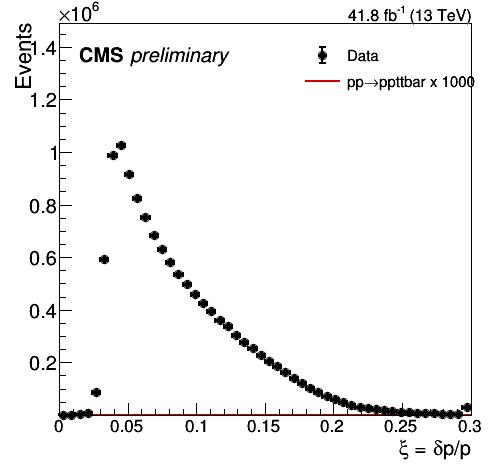 ×10⁶
41.8 fb⁻¹ (13 TeV)
Events
CMS preliminary
Data
pp→ppttbar x 1000
1.4
1.2
1
0.8
0.6
0.4
0.2
0 0.05 0.1 0.15 0.2 0.25 0.3
ξ = δp/p